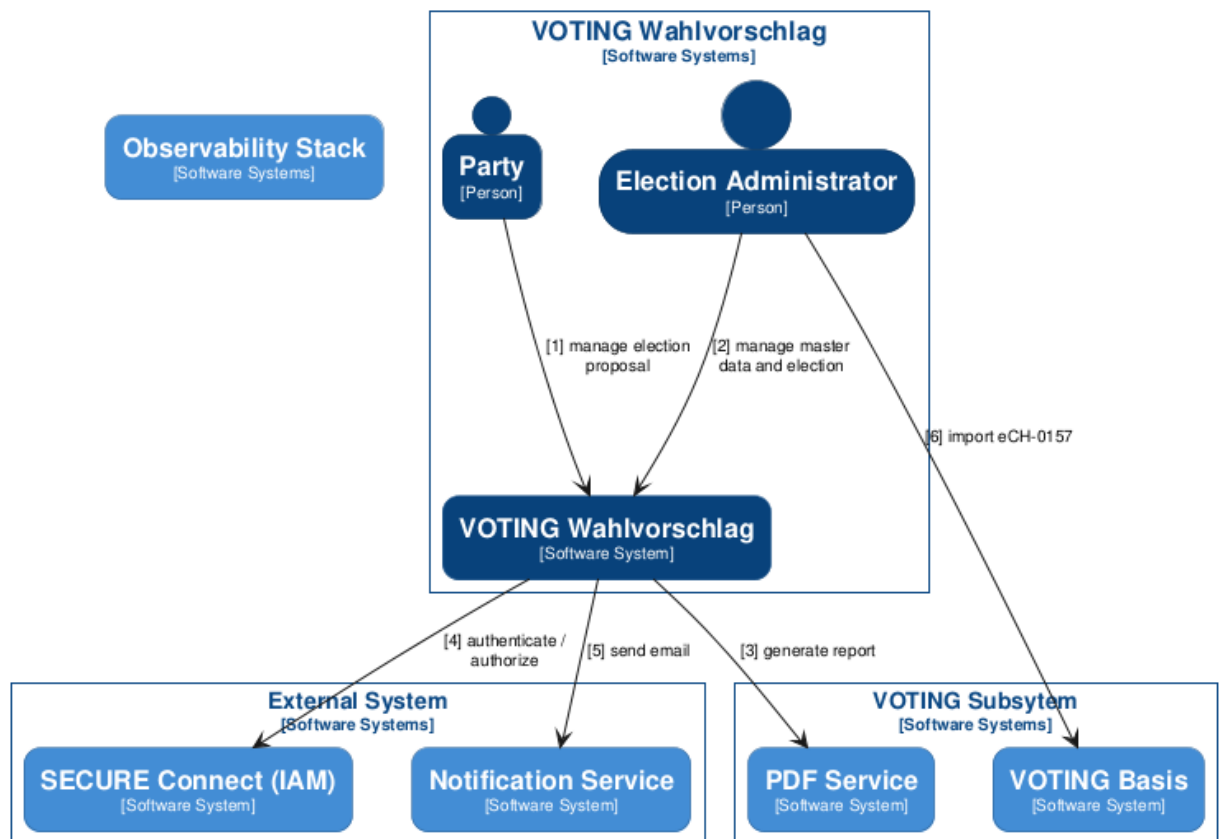 VOTING Wahlvorschlag
[Software Systems]
Observability Stack
[Software Systems]
Party
[Person]
Election Administrator
[Person]
[1] manage election
proposal
[2] manage master
data and election
[6] import eCH-0157
VOTING Wahlvorschlag
[Software System]
[4] authenticate /
authorize
[5] send email
[3] generate report
External System
[Software Systems]
VOTING Subsytem
[Software Systems]
SECURE Connect (IAM)
[Software System]
Notification Service
[Software System]
PDF Service
[Software System]
VOTING Basis
[Software System]